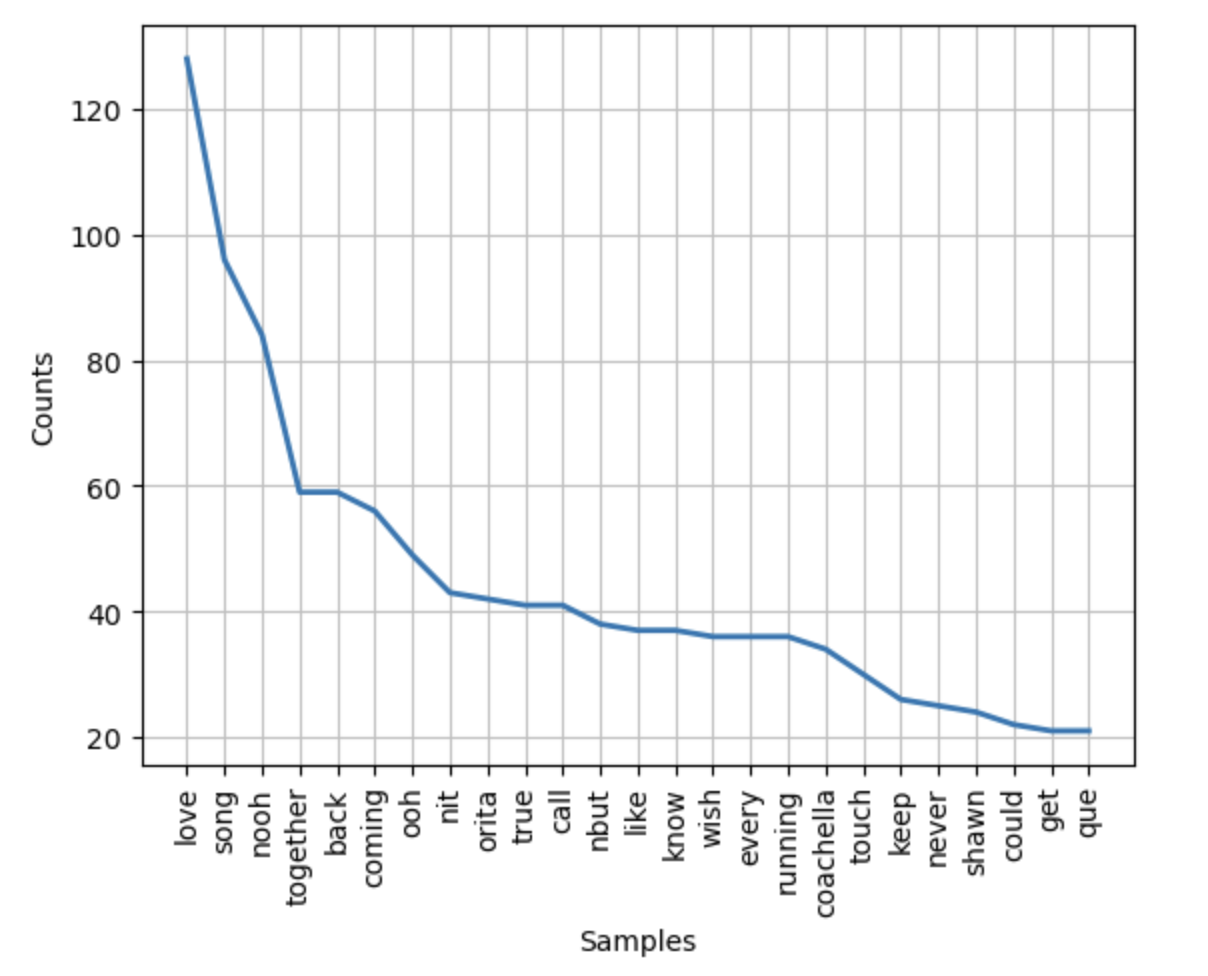 120
100
80
60
40
20
Counts
love
song
nooh
together
back
coming
ooh
nit
orita
true
call
nbut
like
know
wish
every
running
coachella
touch
keep
never
shawn
could
get
que
Samples